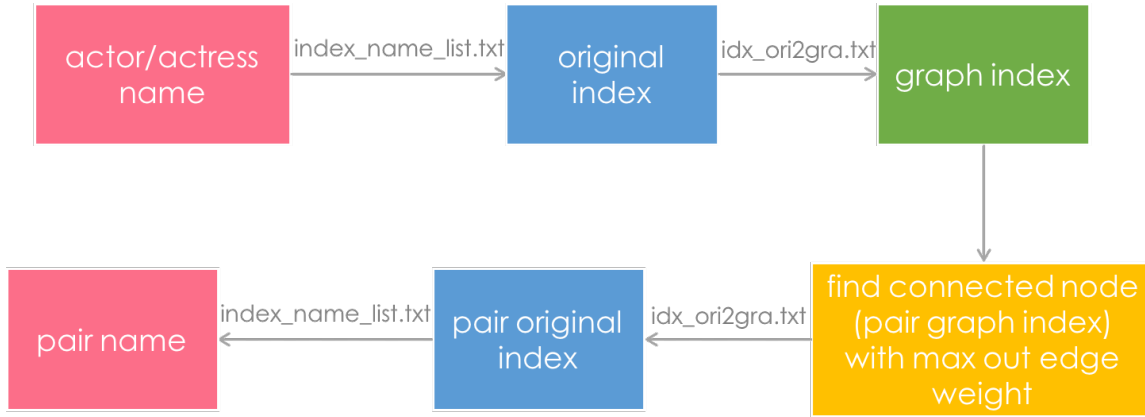 actor/actress
name
index_name_list.txt
original
index
idx_ori2gra.txt
graph index
find connected node
(pair graph index)
with max out edge
weight
idx_ori2gra.txt
pair original
index
index_name_list.txt
pair name